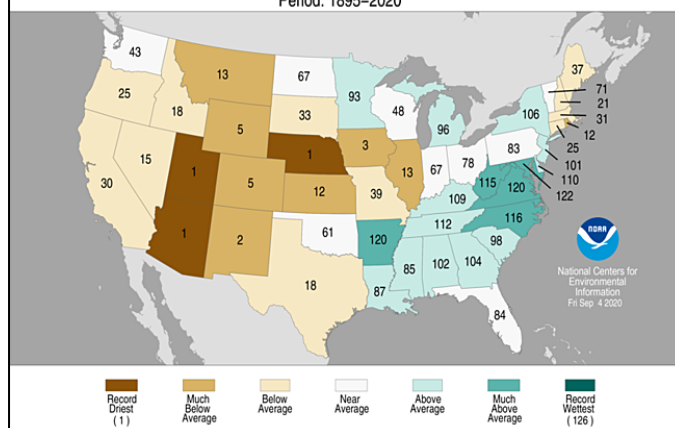 Period: 1895–2020
43
13
67
93
37
71
25
18
5
33
48
96
106
21
31
12
25
1
3
83
101
15
13
67
78
110
30
1
5
12
39
115
120
122
109
2
61
120
112
116
18
87
85
102
104
98
84
NOAA
National Centers for
Environmental
Information
Fri Sep 4 2020
Record
Driest
(1)
Much
Below
Average
Below
Average
Near
Average
Above
Average
Much
Above
Average
Record
Wettest
(126)